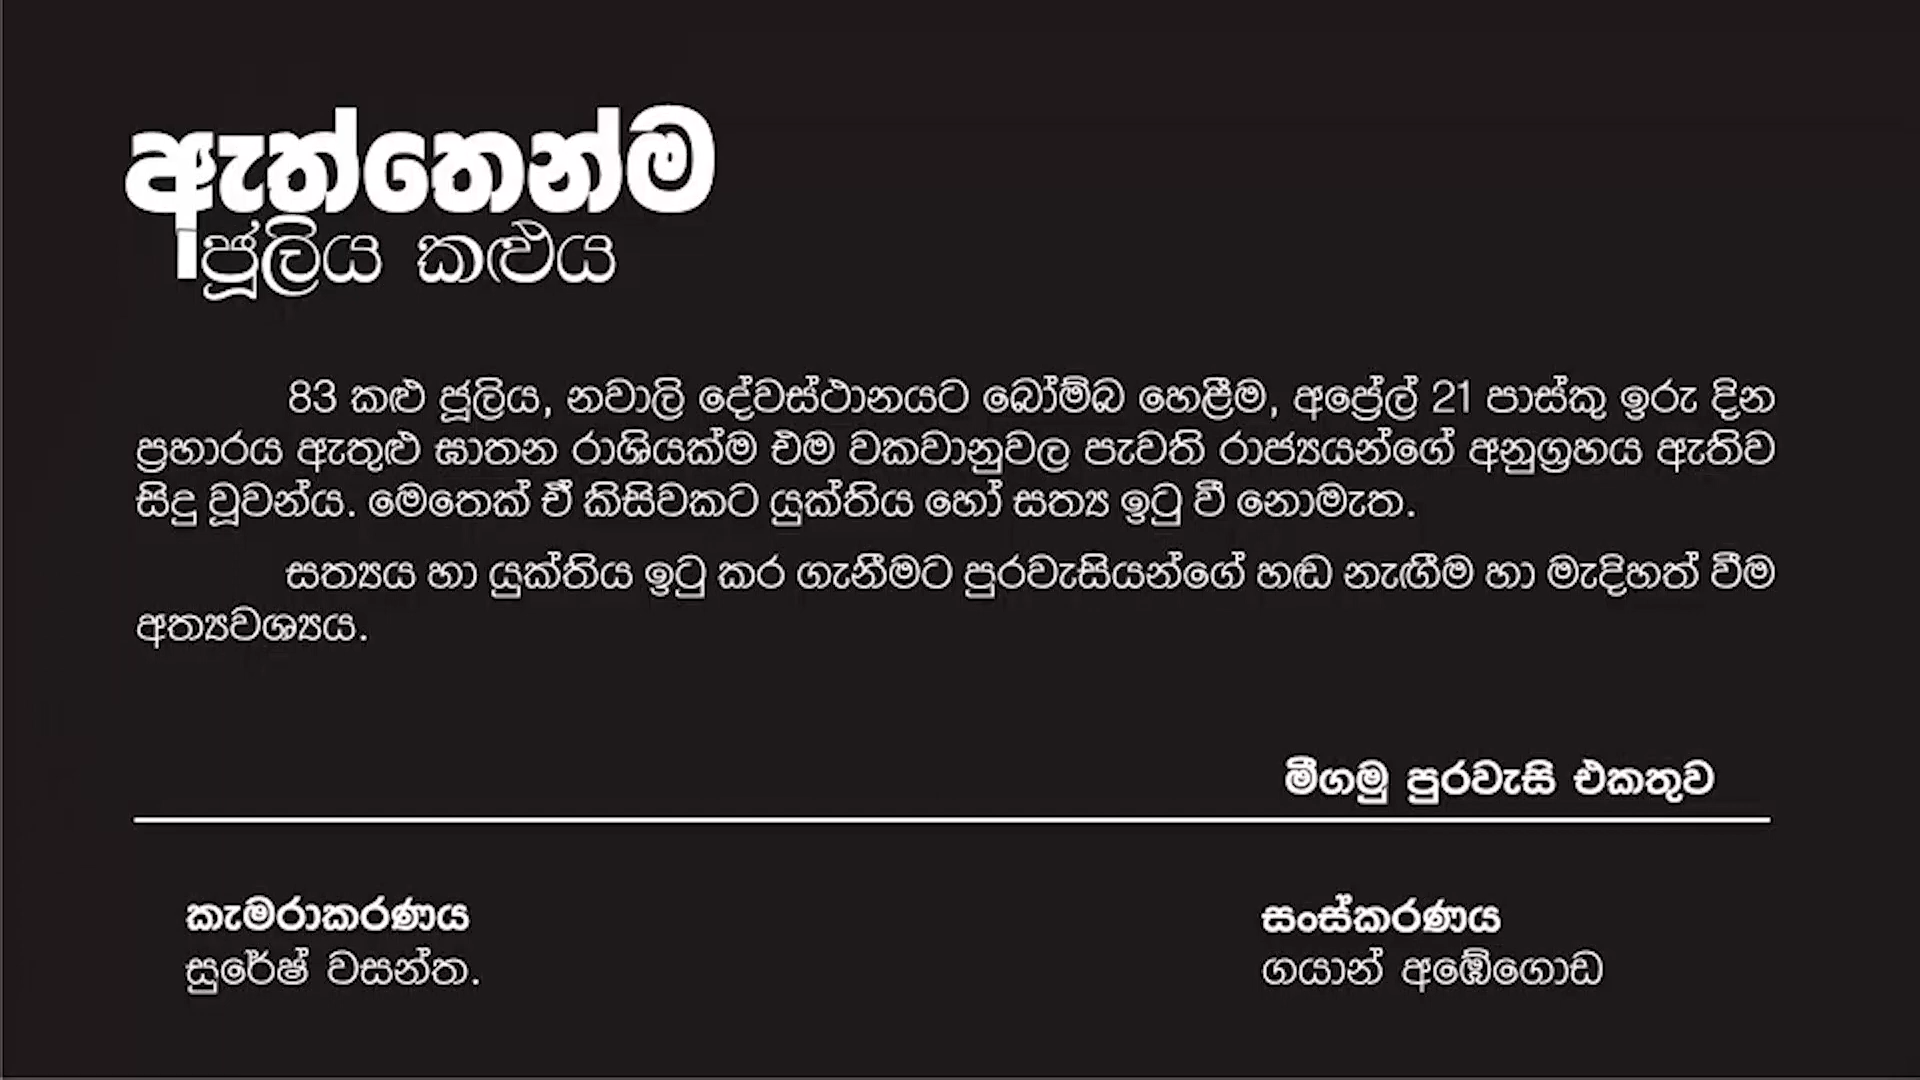 ඇත්තෙන්ම
ජූලිය කළුය
83 කළු ජූලිය, නවාලි දේවස්ථානයට බෝම්බ හෙළීම, අප්‍රේල් 21 පාස්කු ඉරු දින
ප්‍රහාරය ඇතුළු ඝාතන රාශියක්ම එම වකවානුවල පැවති රාජ්‍යයන්ගේ අනුග්‍රහය ඇතිව
සිදු වූවන්ය. මෙතෙක් ඒ කිසිවකට යුක්තිය හෝ සත්‍ය ඉටු වී නොමැත.
සත්‍යය හා යුක්තිය ඉටු කර ගැනීමට පුරවැසියන්ගේ හඬ නැඟීම හා මැදිහත් වීම
අත්‍යවශ්‍යය.
මීගමු පුරවැසි එකතුව
කැමරාකරණය
සුරේෂ් වසන්ත.
සංස්කරණය
ගයාන් අඹේගොඩ